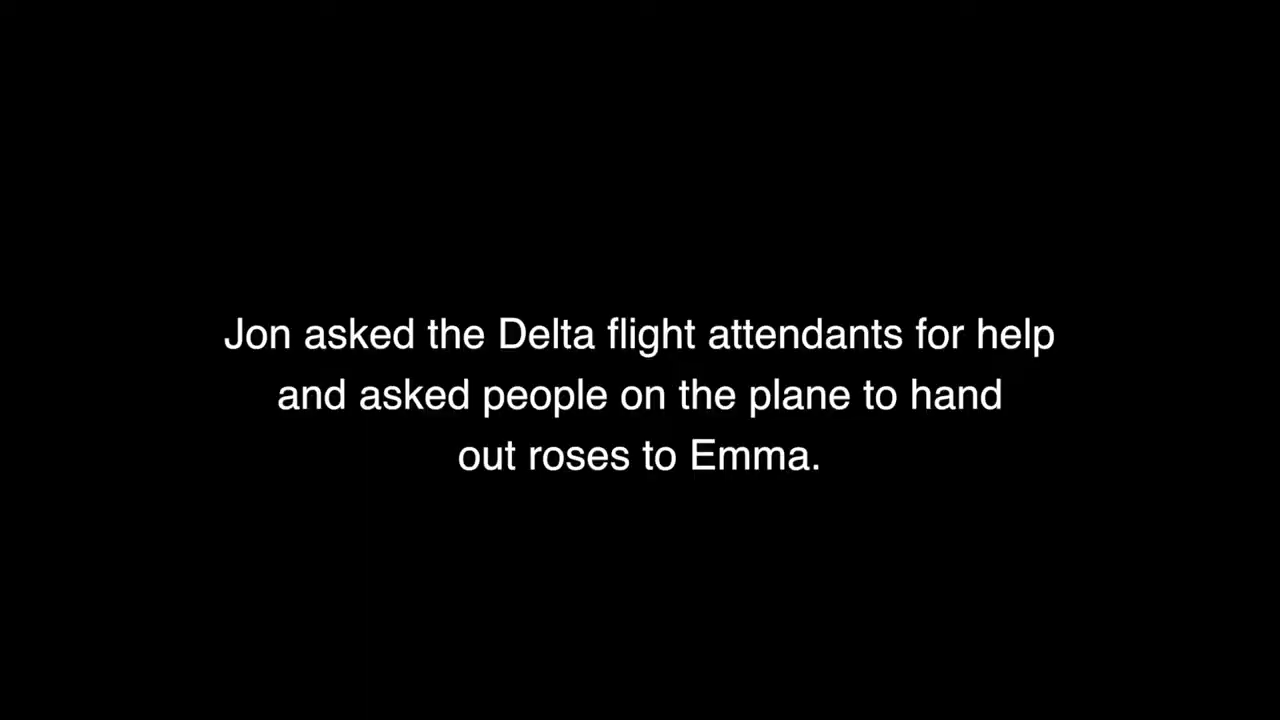 Jon asked the Delta flight attendants for help
and asked people on the plane to hand
out roses to Emma.